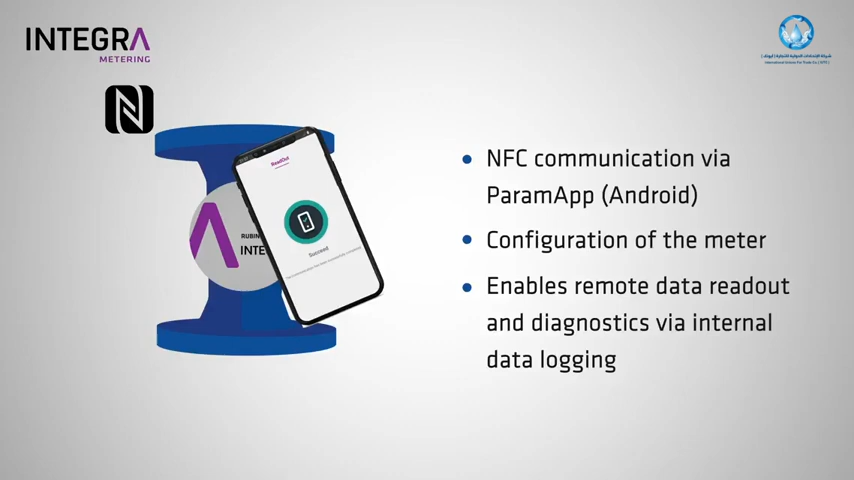 INTEGRA
METERING
NFC communication via
ParamApp (Android)
Configuration of the meter
Enables remote data readout
and diagnostics via internal
data logging
ReadOut
Succeed
RUBIN
INTE